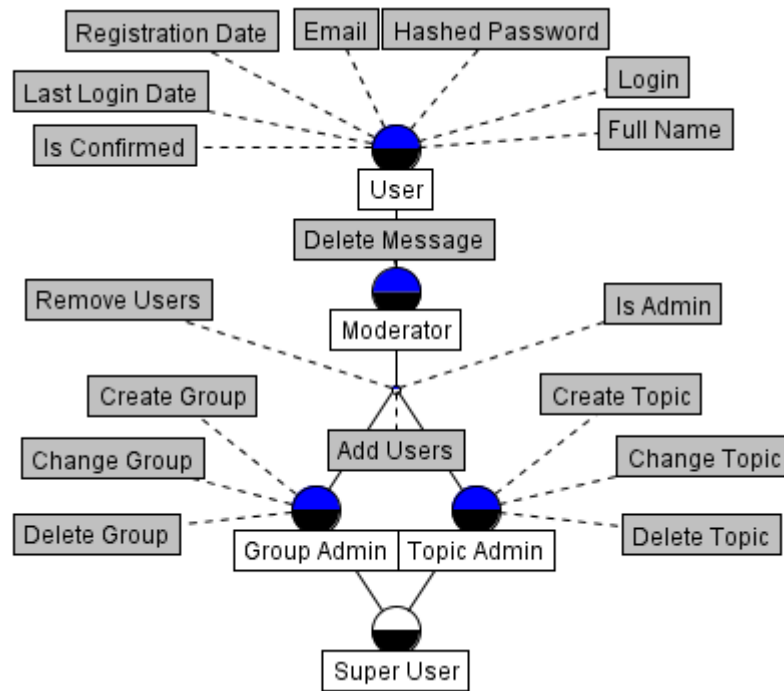 Registration Date
Email
Hashed Password
Last Login Date
Login
Is Confirmed
Full Name
User
Delete Message
Remove Users
Is Admin
Moderator
Create Group
Create Topic
Change Group
Add Users
Change Topic
Delete Group
Delete Topic
Group Admin
Topic Admin
Super User